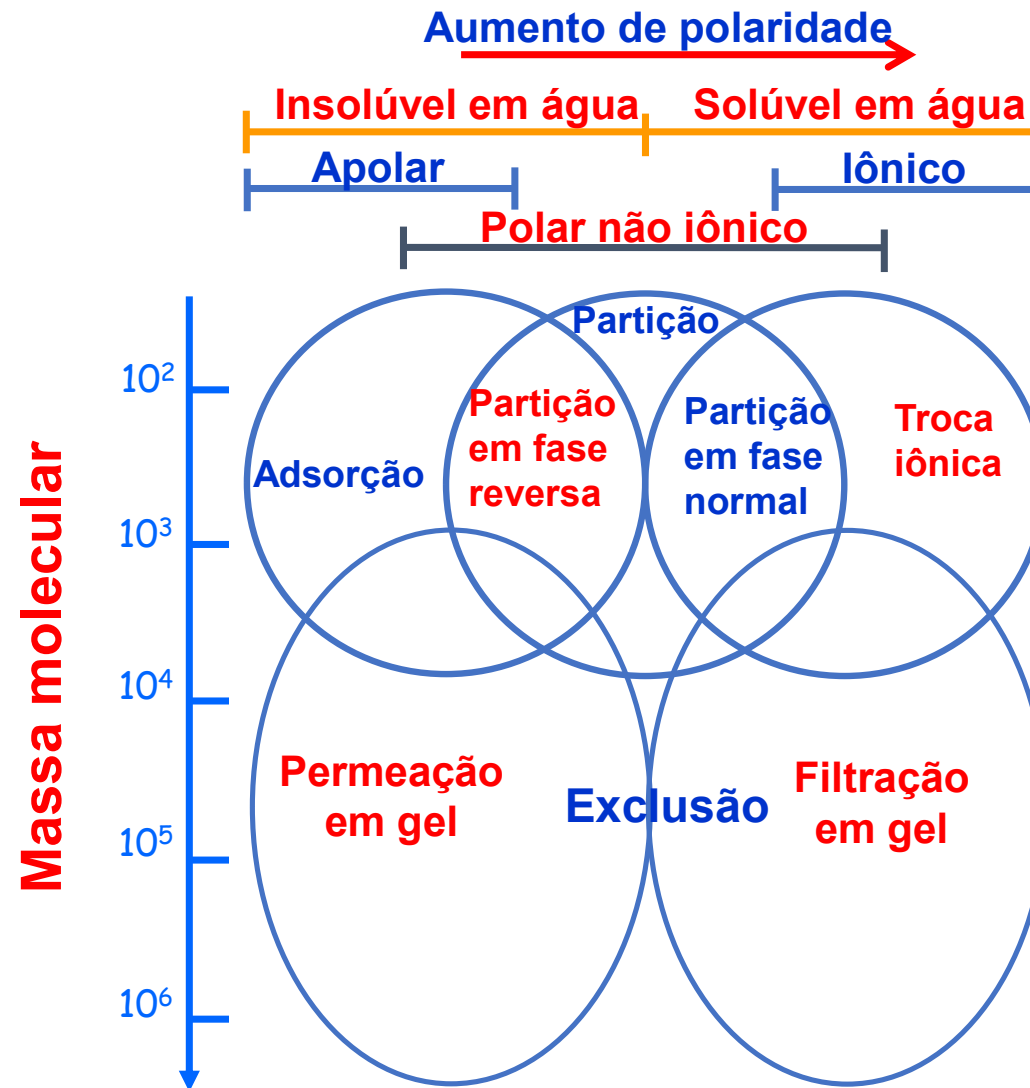 Aumento de polaridade
Insolúvel em água
Solúvel em água
Apolar
Iônico
Polar não iônico
Massa molecular
10²
10³
10⁴
10⁵
10⁶
Partição
Adsorção
Partição
em fase
reversa
Partição
em fase
normal
Troca
iônica
Permeação
em gel
Exclusão
Filtração
em gel